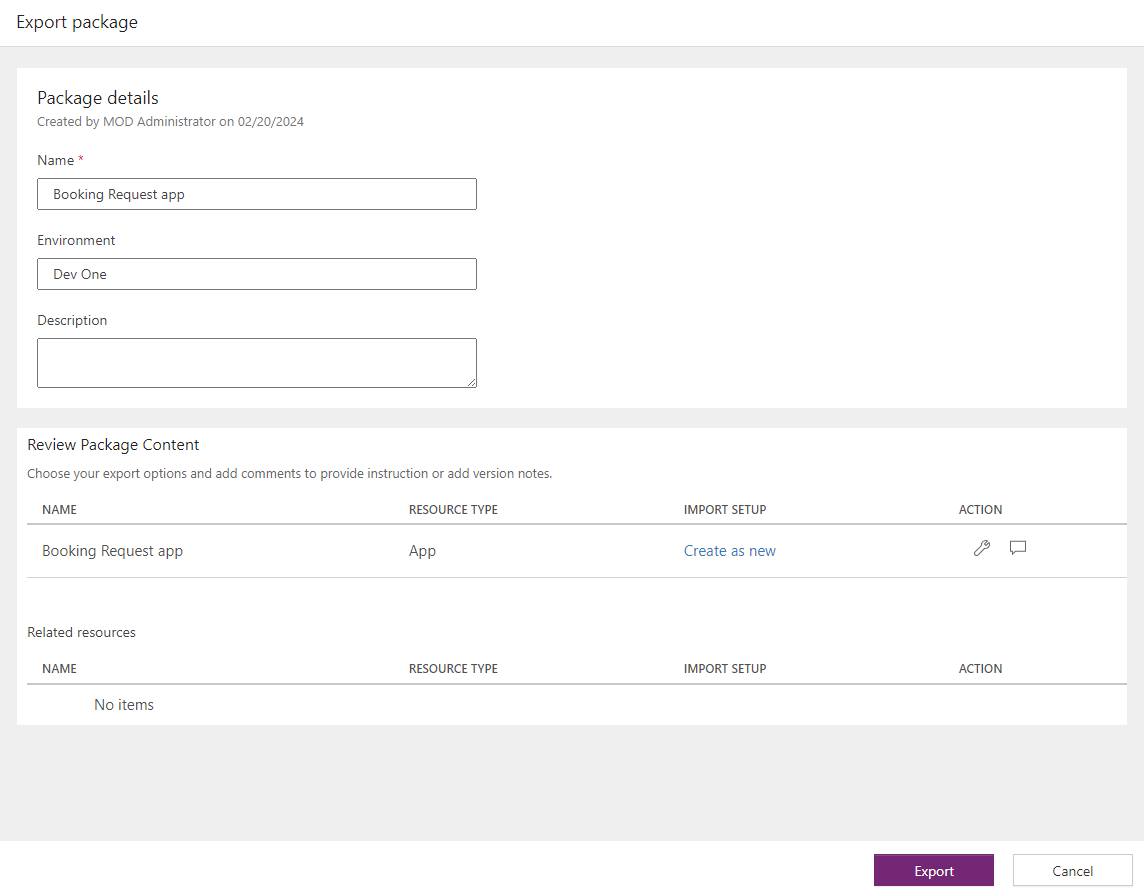 Export package
Package details
Created by MOD Administrator on 02/20/2024
Name *
Booking Request app
Environment
Dev One
Description
Review Package Content
Choose your export options and add comments to provide instruction or add version notes.
NAME RESOURCE TYPE IMPORT SETUP ACTION
Booking Request app App Create as new
Related resources
NAME RESOURCE TYPE IMPORT SETUP ACTION
No items
Export Cancel